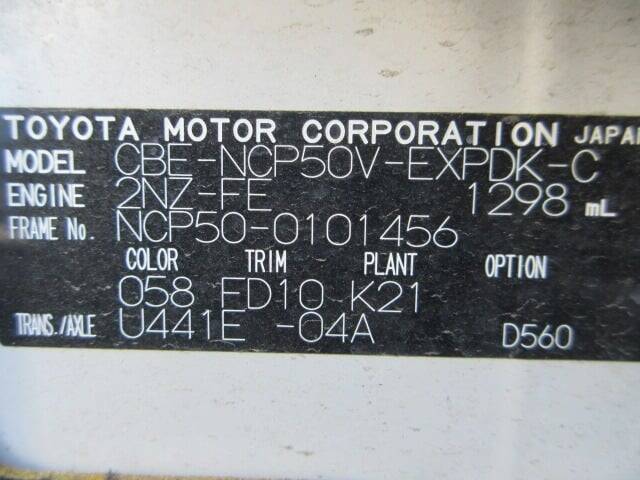 TOYOTA MOTOR CORPORATION JAPAN
MODEL CBE-NCP50V-EXPDK-C
ENGINE 2NZ-FE 1298 mL
FRAME No. NCP50-0101456
COLOR TRIM PLANT OPTION
058 FD10 K21
TRANS./AXLE U441E -04A D560